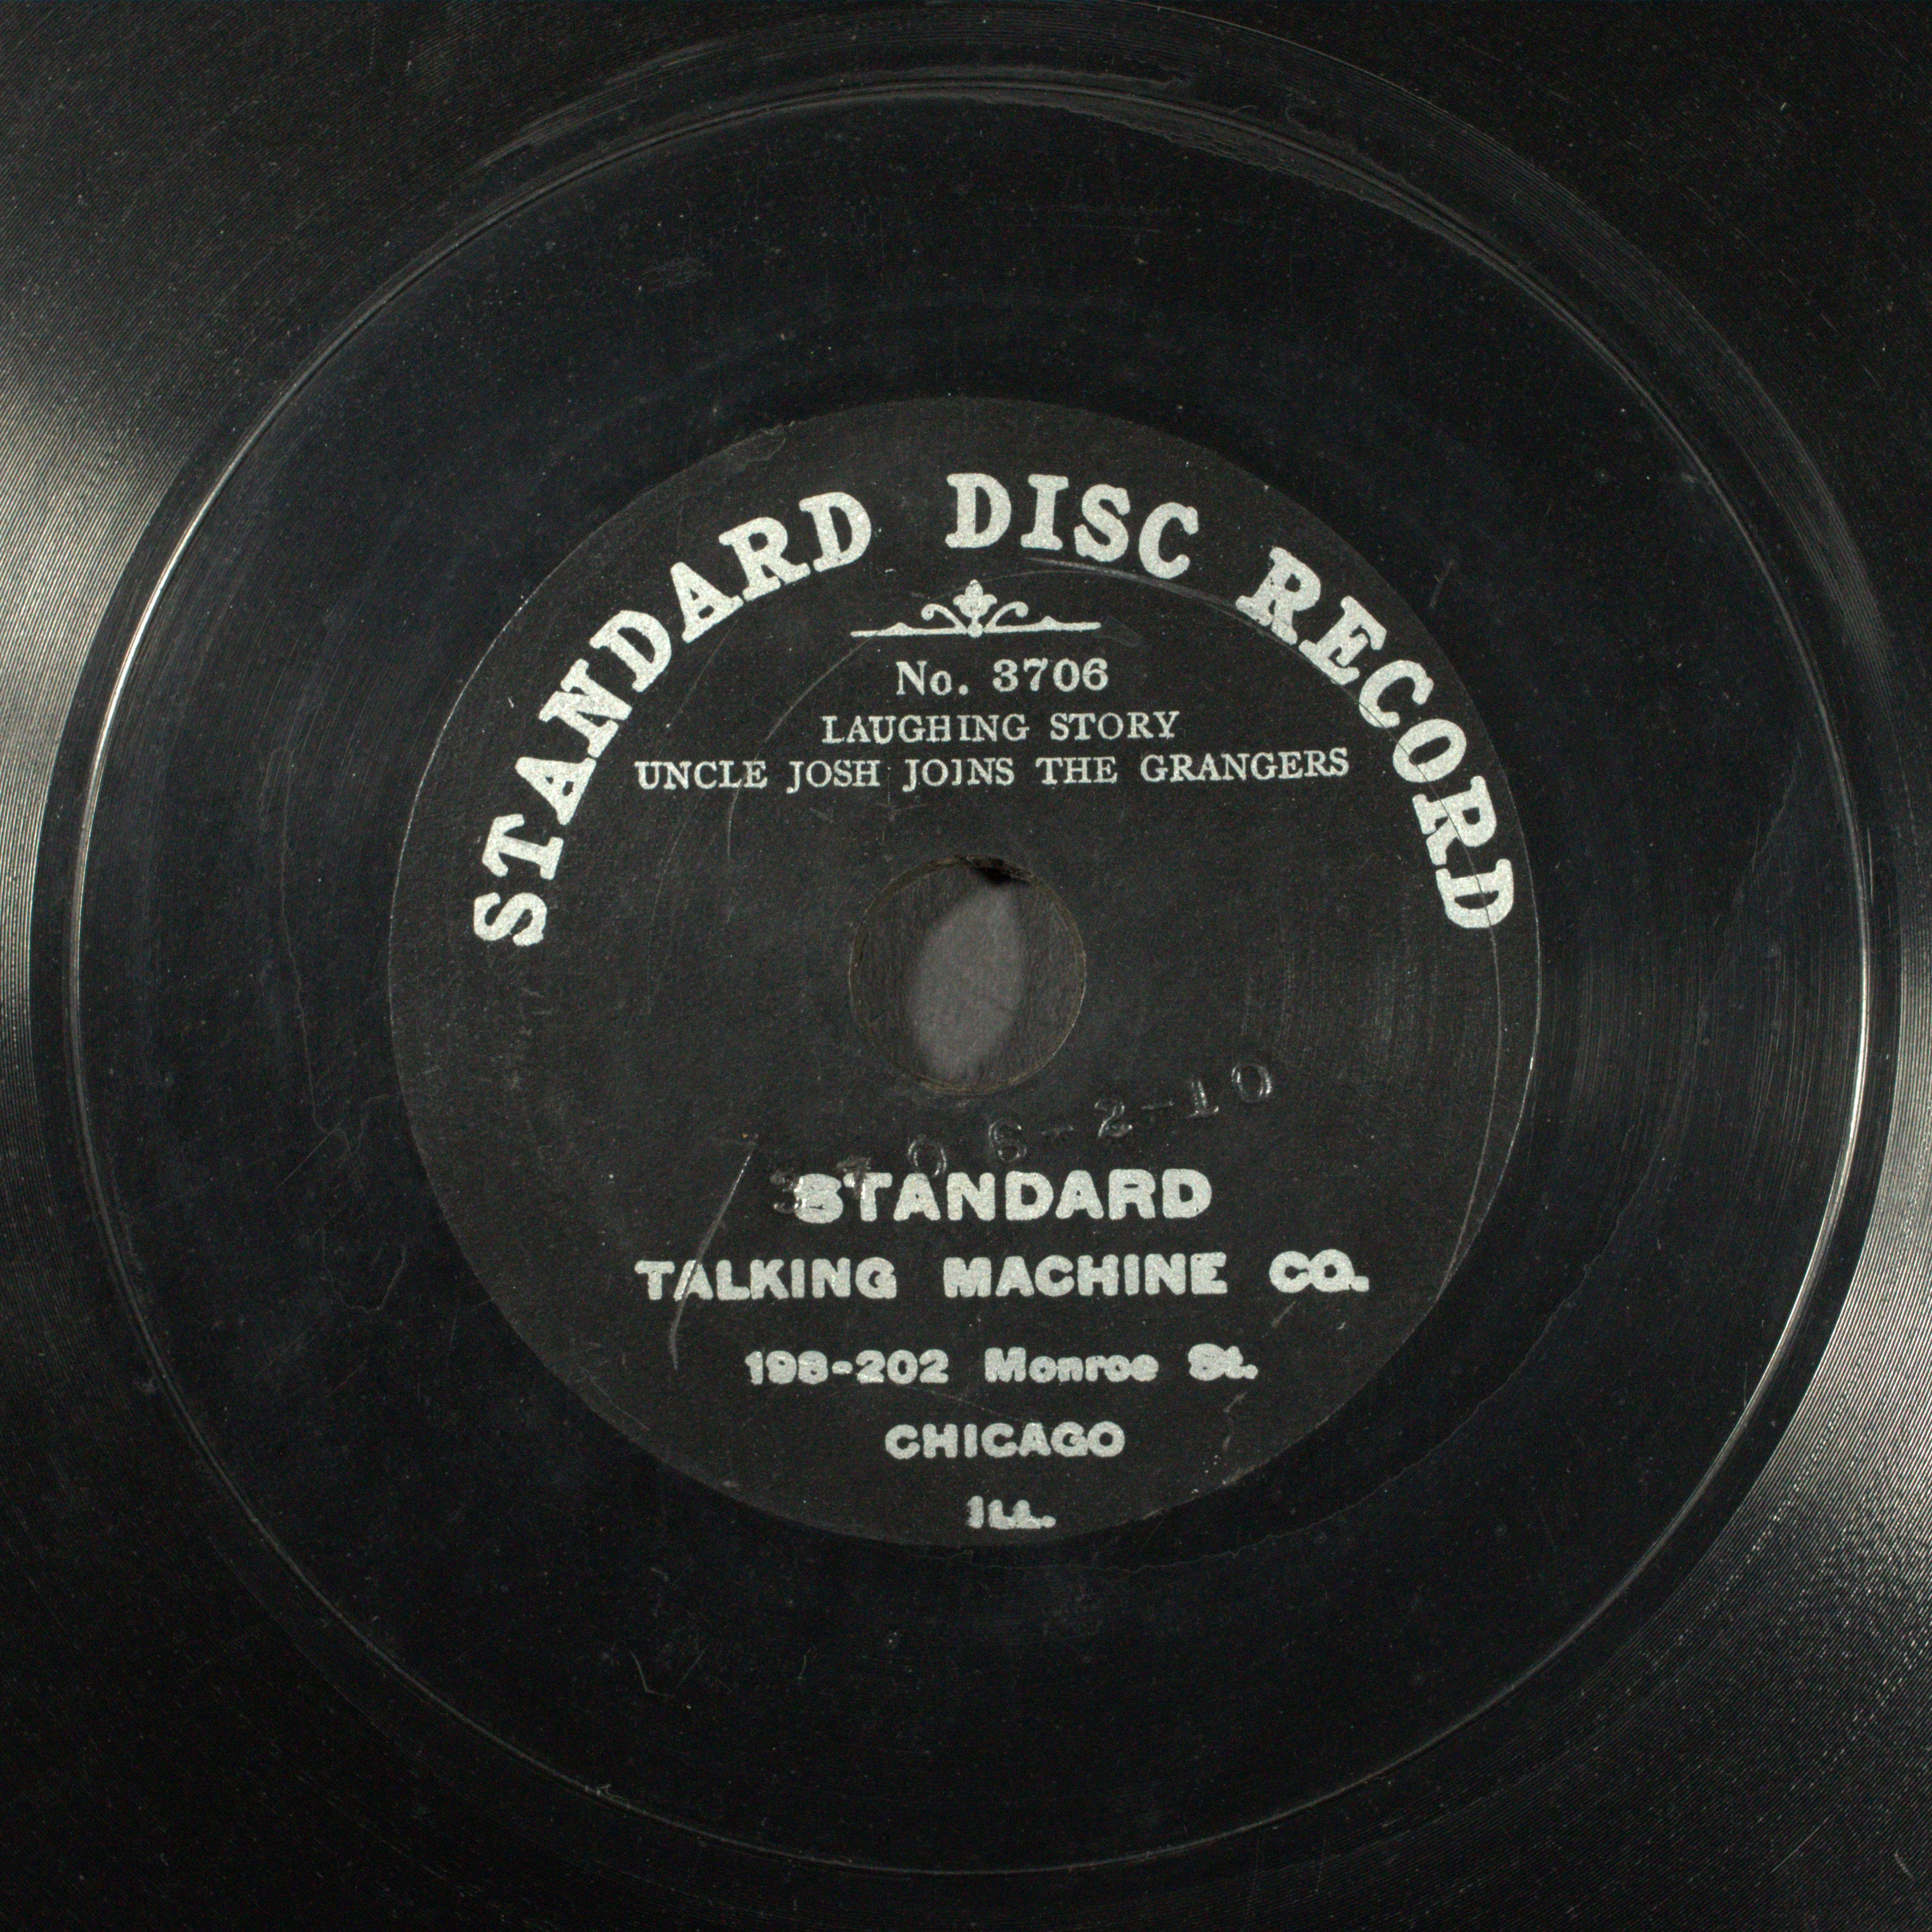 STANDARD DISC RECORD
No. 3706
LAUGHING STORY
UNCLE JOSH JOINS THE GRANGERS
3706-2-10
STANDARD
TALKING MACHINE CO.
198-202 Monroe St.
CHICAGO
ILL.